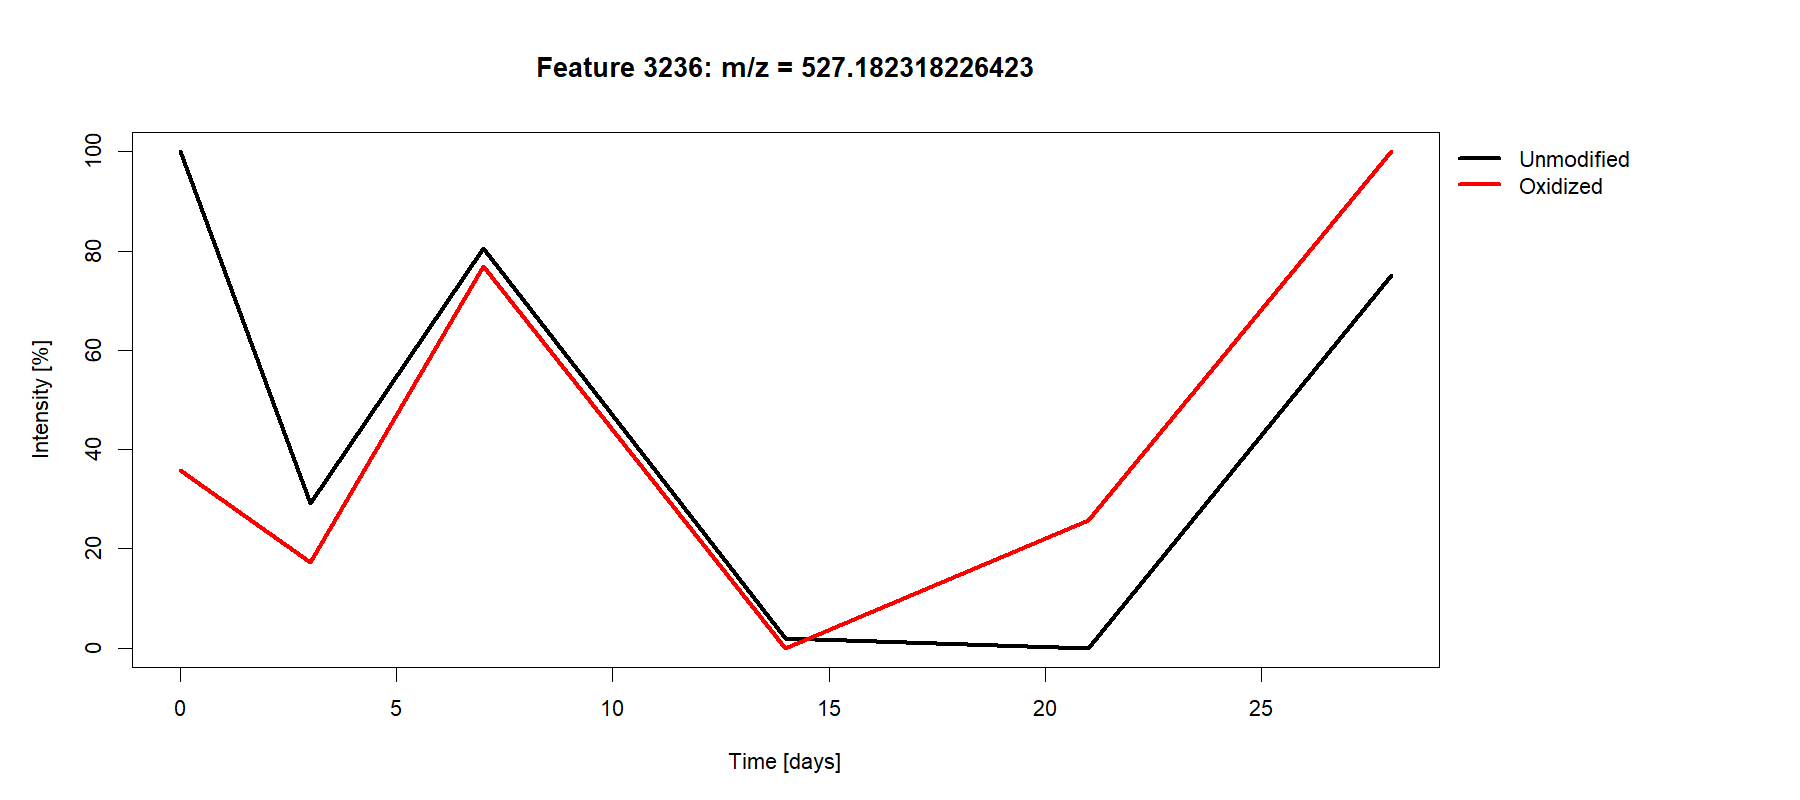 Feature 3236: m/z = 527.182318226423
Unmodified
Oxidized
Intensity [%]
100
80
60
40
20
0
0 5 10 15 20 25
Time [days]